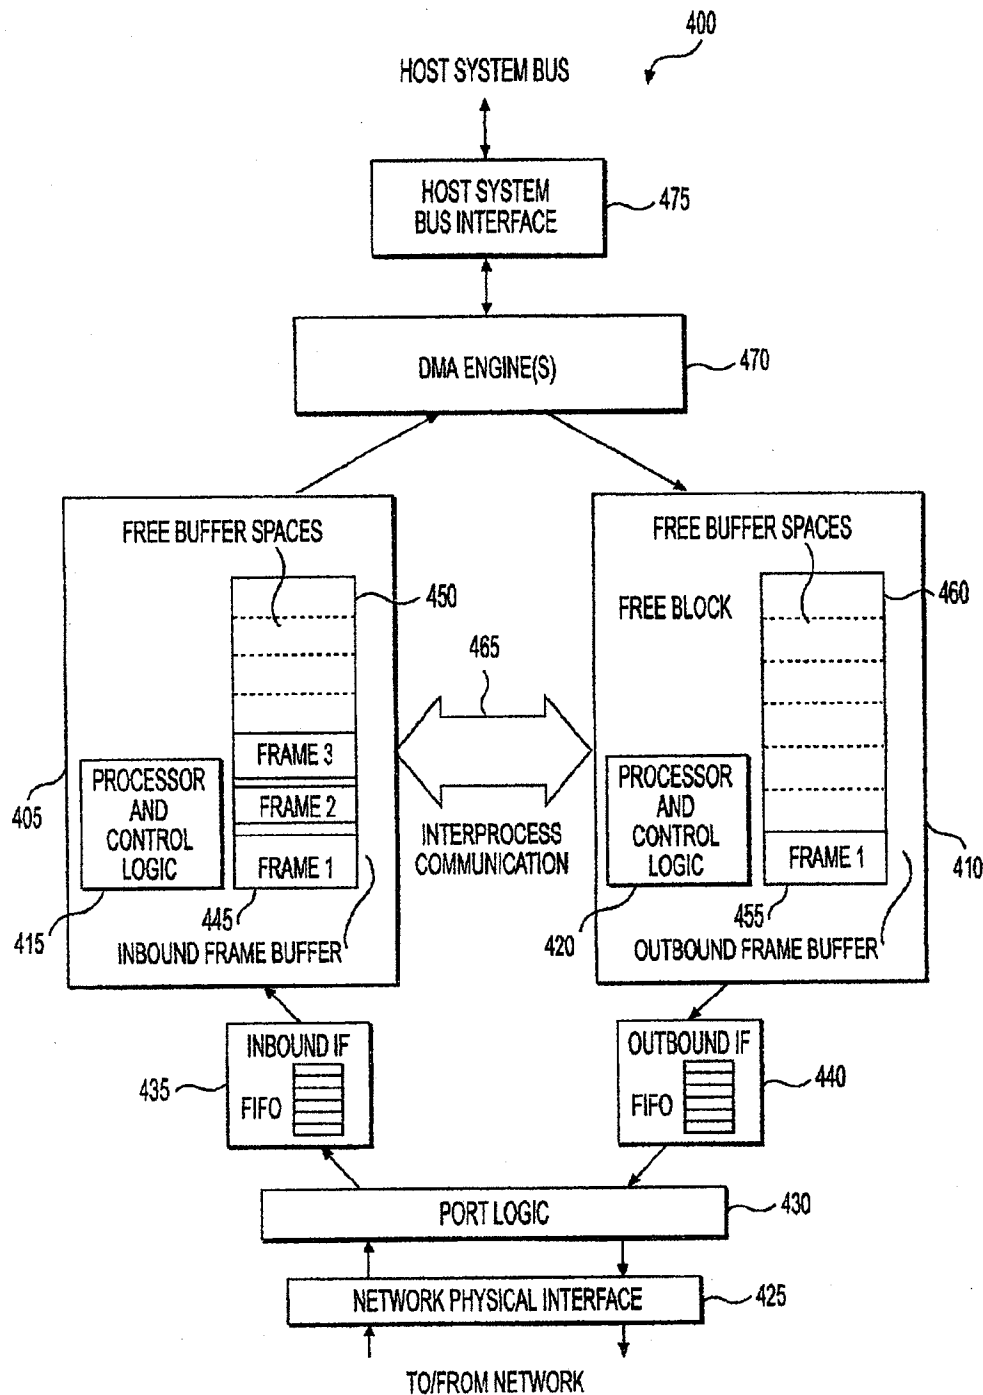 400
HOST SYSTEM BUS
HOST SYSTEM
BUS INTERFACE
475
DMA ENGINE(S)
470
FREE BUFFER SPACES
450
FRAME 3
FRAME 2
FRAME 1
PROCESSOR
AND
CONTROL
LOGIC
405
415
445
INBOUND FRAME BUFFER
465
INTERPROCESS
COMMUNICATION
FREE BUFFER SPACES
460
FREE BLOCK
PROCESSOR
AND
CONTROL
LOGIC
FRAME 1
410
420
455
OUTBOUND FRAME BUFFER
INBOUND IF
FIFO
435
OUTBOUND IF
FIFO
440
PORT LOGIC
430
NETWORK PHYSICAL INTERFACE
425
TO/FROM NETWORK